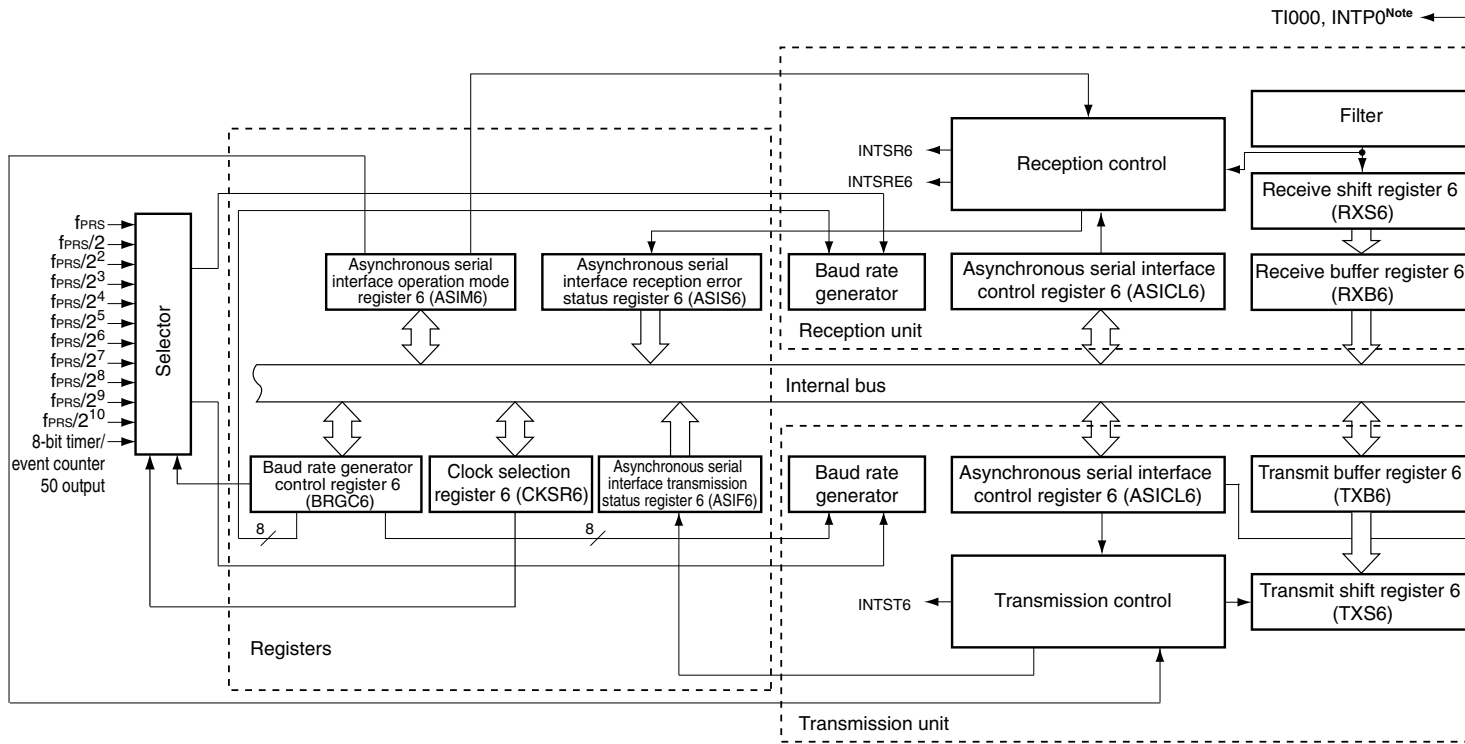 TI000, INTP0Note
Filter
INTSR6
Reception control
INTSRE6
Receive shift register 6
(RXS6)
fPRS
fPRS/2
fPRS/2²
fPRS/2³
fPRS/2⁴
fPRS/2⁵
fPRS/2⁶
fPRS/2⁷
fPRS/2⁸
fPRS/2⁹
fPRS/2¹⁰
8-bit timer/
event counter
50 output
Selector
Asynchronous serial
interface operation mode
register 6 (ASIM6)
Asynchronous serial
interface reception error
status register 6 (ASIS6)
Baud rate
generator
Asynchronous serial interface
control register 6 (ASICL6)
Receive buffer register 6
(RXB6)
Reception unit
Internal bus
Baud rate generator
control register 6
(BRGC6)
Clock selection
register 6 (CKSR6)
Asynchronous serial
interface transmission
status register 6 (ASIF6)
Baud rate
generator
Asynchronous serial interface
control register 6 (ASICL6)
Transmit buffer register 6
(TXB6)
8
8
INTST6
Transmission control
Transmit shift register 6
(TXS6)
Registers
Transmission unit